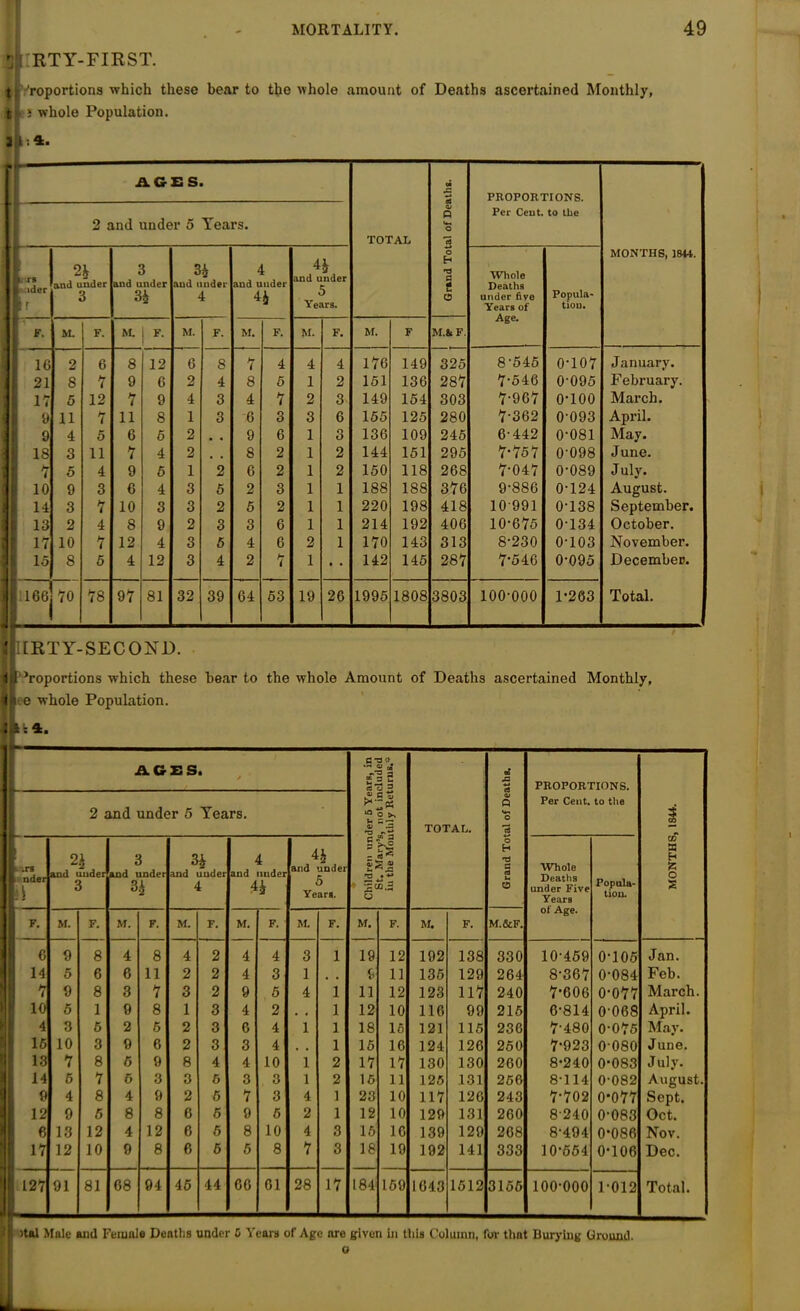 MORTALITY. 49
RTY-FIRST.
roportions which these bear to the whole amount of Deaths ascertained Monthly,
whole Population.
AGES. TOTAL Grand Total of Deaths. PROPORTIONS. Per Cent. to the MONTHS, 1844.
2 and under 5 Years.
2½ and under 3 3 and under 3½ 3½ and under 4 4 and under 4½ 4½ and under 5 Years. Whole Deaths under five Years of Age. Population.
F. M. F. M. F. M. F. M. F. M. F. M. F M.& F.
16 2 6 8 12 6 8 7 4 4 4 176 149 325 8·545 0·107 January.
21 8 7 9 6 2 4 8 5 1 2 151 136 287 7·546 0·095 February.
17 5 12 7 9 4 3 4 7 2 3 149 154 303 7·967 0·100 March.
9 11 7 11 8 1 3 6 3 3 6 155 125 280 7·362 0·093 April.
9 4 5 6 5 2 . . 9 6 1 3 136 109 245 6·442 0·081 May.
18 3 11 7 4 2 . . 8 2 1 2 144 151 295 7·757 0·098 June.
7 5 4 9 5 1 2 6 2 1 2 150 118 268 7·047 0·089 July.
10 9 3 6 4 3 5 2 3 1 1 188 188 376 9·886 0·124 August.
14 3 7 10 3 3 2 5 2 1 1 220 198 418 10·991 0·138 September.
13 2 4 8 9 2 3 3 6 1 1 214 192 406 10·675 0·134 October.
17 10 7 12 4 3 5 4 6 2 1 170 143 313 8·230 0·103 November.
15 8 5 4 12 3 4 2 7 1 . . 142 145 287 7·546 0·095 December.
166 70 78 97 81 32 39 64 53 19 26 1995 1808 3803 100·000 1·263 Total.
IRTY-SECOND.
roportions which these bear to the whole Amount of Deaths ascertained Monthly,
e whole Population.
AGES. Children under 5 Years, in St. Mary's, not included in the Monthly Returns.° TOTAL. Grand Total of Deaths. PROPORTIONS. Per Cent. to the MONTHS, 1844.
2 and under 5 Years.
2½ and under 3 3 and under 3½ 3½ and under 4 4 and under 4½ 4½ and under 5 Years. Whole Deaths under Five Years of Age. Population.
F. M. F. M. F. M. F. M. F. M. F. M. F. M. F. M.&F.
6 9 8 4 8 4 2 4 4 3 1 19 12 192 138 330 10·459 0·105 Jan.
14 5 6 6 11 2 2 4 3 1 . . 9 11 135 129 264 8·367 0·084 Feb.
7 9 8 3 7 3 2 9 5 4 1 11 12 123 117 240 7·606 0·077 March.
10 5 1 9 8 1 3 4 2 . . 1 12 10 116 99 215 6·814 0·068 April.
4 3 5 2 5 2 3 6 4 1 1 18 15 121 115 236 7·480 0·075 May.
15 10 3 9 6 2 3 3 4 . . 1 15 16 124 126 250 7·923 0·080 June.
13 7 8 5 9 8 4 4 10 1 2 17 17 130 130 260 8·240 0·083 July.
14 5 7 5 3 3 5 3 3 1 2 15 11 125 131 256 8·114 0·082 August.
9 4 8 4 9 2 5 7 3 4 1 23 10 117 126 243 7·702 0·077 Sept.
12 9 5 8 8 6 5 9 5 2 1 12 10 129 131 260 8·240 0·083 Oct.
6 13 12 4 12 6 5 8 10 4 3 15 16 139 129 268 8·494 0·086 Nov.
17 12 10 9 8 6 5 5 8 7 3 18 19 192 141 333 10·554 0·106 Dec.
127 91 81 68 94 45 44 66 61 28 17 184 159 1643 1512 3155 100·000 1·012 Total.
otal Male and Female Deaths under 5 Years of Age are given in this Column, for that Burying Ground.
G